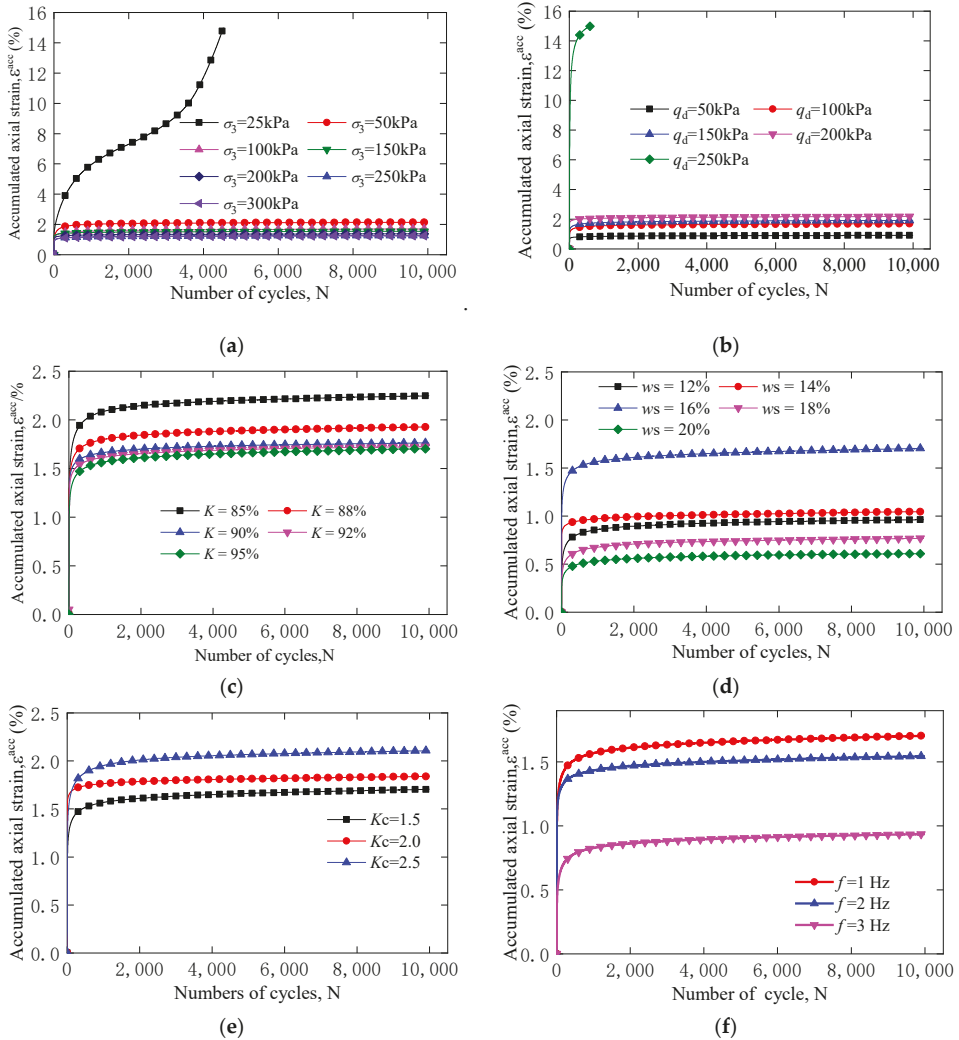 Accumulated axial strain,εᵃᶜᶜ (%)
16
14
12
10
8
6
4
2
0
σ₃=25kPa
σ₃=50kPa
σ₃=100kPa
σ₃=150kPa
σ₃=200kPa
σ₃=250kPa
σ₃=300kPa
0
2,000
4,000
6,000
8,000
10,000
Number of cycles, N
(a)
Accumulated axial strain,εᵃᶜᶜ (%)
16
14
12
10
8
6
4
2
0
q_d=50kPa
q_d=100kPa
q_d=150kPa
q_d=200kPa
q_d=250kPa
0
2,000
4,000
6,000
8,000
10,000
Number of cycles, N
.
(b)
Accumulated axial strain,εᵃᶜᶜ/%
2.5
2.0
1.5
1.0
0.5
0.0
K = 85%
K = 88%
K = 90%
K = 92%
K = 95%
0
2,000
4,000
6,000
8,000
10,000
Number of cycles,N
(c)
Accumulated axial strain,εᵃᶜᶜ (%)
2.5
2.0
1.5
1.0
0.5
0.0
ws = 12%
ws = 14%
ws = 16%
ws = 18%
ws = 20%
0
2,000
4,000
6,000
8,000
10,000
Number of cycles, N
(d)
Accumulated axial strain,εᵃᶜᶜ (%)
2.5
2.0
1.5
1.0
0.5
0.0
Kc=1.5
Kc=2.0
Kc=2.5
0
2,000
4,000
6,000
8,000
10,000
Numbers of cycles, N
(e)
Accumulated axial strain,εᵃᶜᶜ (%)
1.5
1.0
0.5
0.0
f=1 Hz
f=2 Hz
f=3 Hz
0
2,000
4,000
6,000
8,000
10,000
Number of cycle, N
(f)